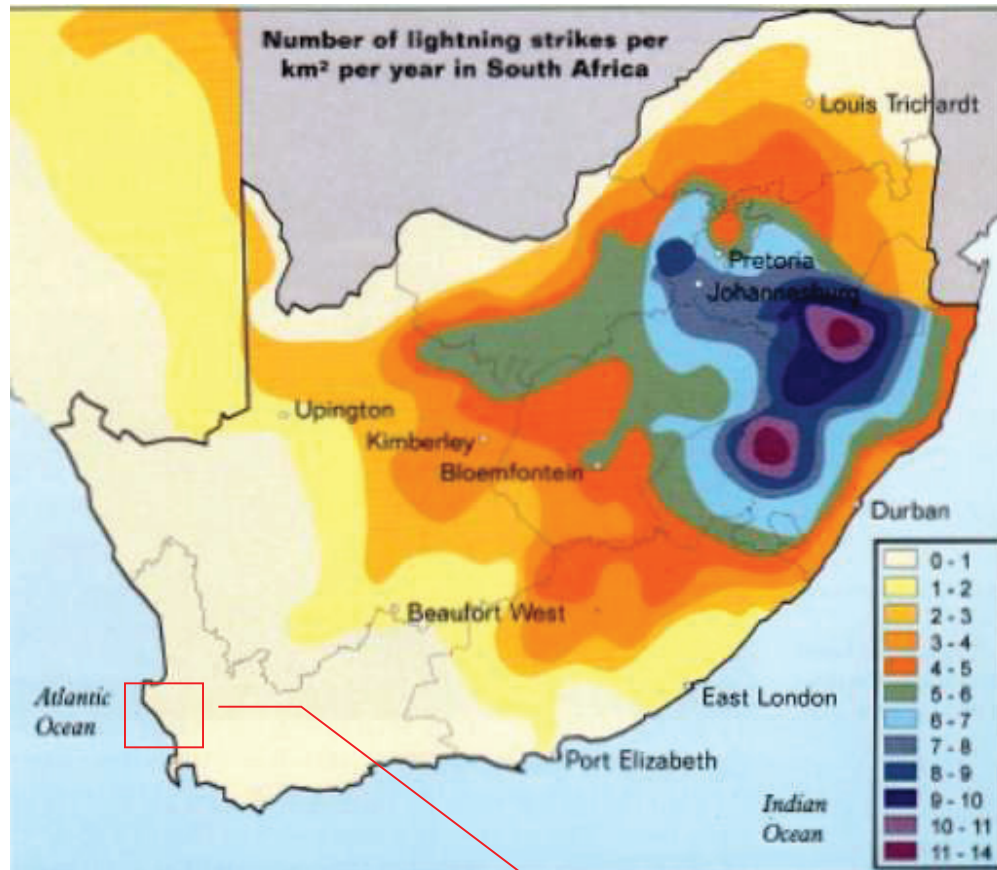 Number of lightning strikes per
km² per year in South Africa
Louis Trichardt
Pretoria
Johannesburg
Upington
Kimberley
Bloemfontein
Durban
Beaufort West
East London
Port Elizabeth
Atlantic
Ocean
Indian
Ocean
0 - 1
1 - 2
2 - 3
3 - 4
4 - 5
5 - 6
6 - 7
7 - 8
8 - 9
9 - 10
10 - 11
11 - 14